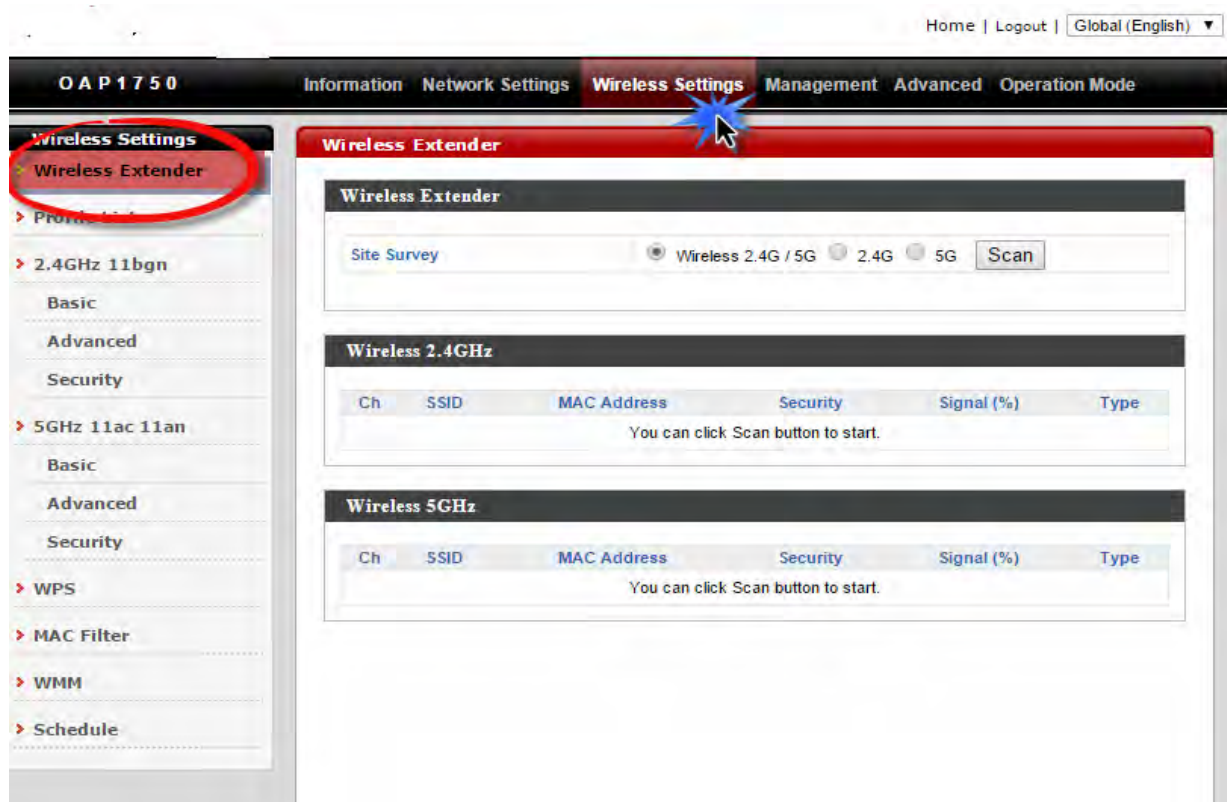 Home | Logout | Global (English) ▼
OAP1750
Information Network Settings Wireless Settings Management Advanced Operation Mode
Wireless Settings
Wireless Extender
2.4GHz 11bgn
Basic
Advanced
Security
5GHz 11ac 11an
Basic
Advanced
Security
WPS
MAC Filter
WMM
Schedule
Wireless Extender
Wireless Extender
Site Survey Wireless 2.4G / 5G 2.4G 5G Scan
Wireless 2.4GHz
Ch SSID MAC Address Security Signal (%) Type
You can click Scan button to start.
Wireless 5GHz
Ch SSID MAC Address Security Signal (%) Type
You can click Scan button to start.